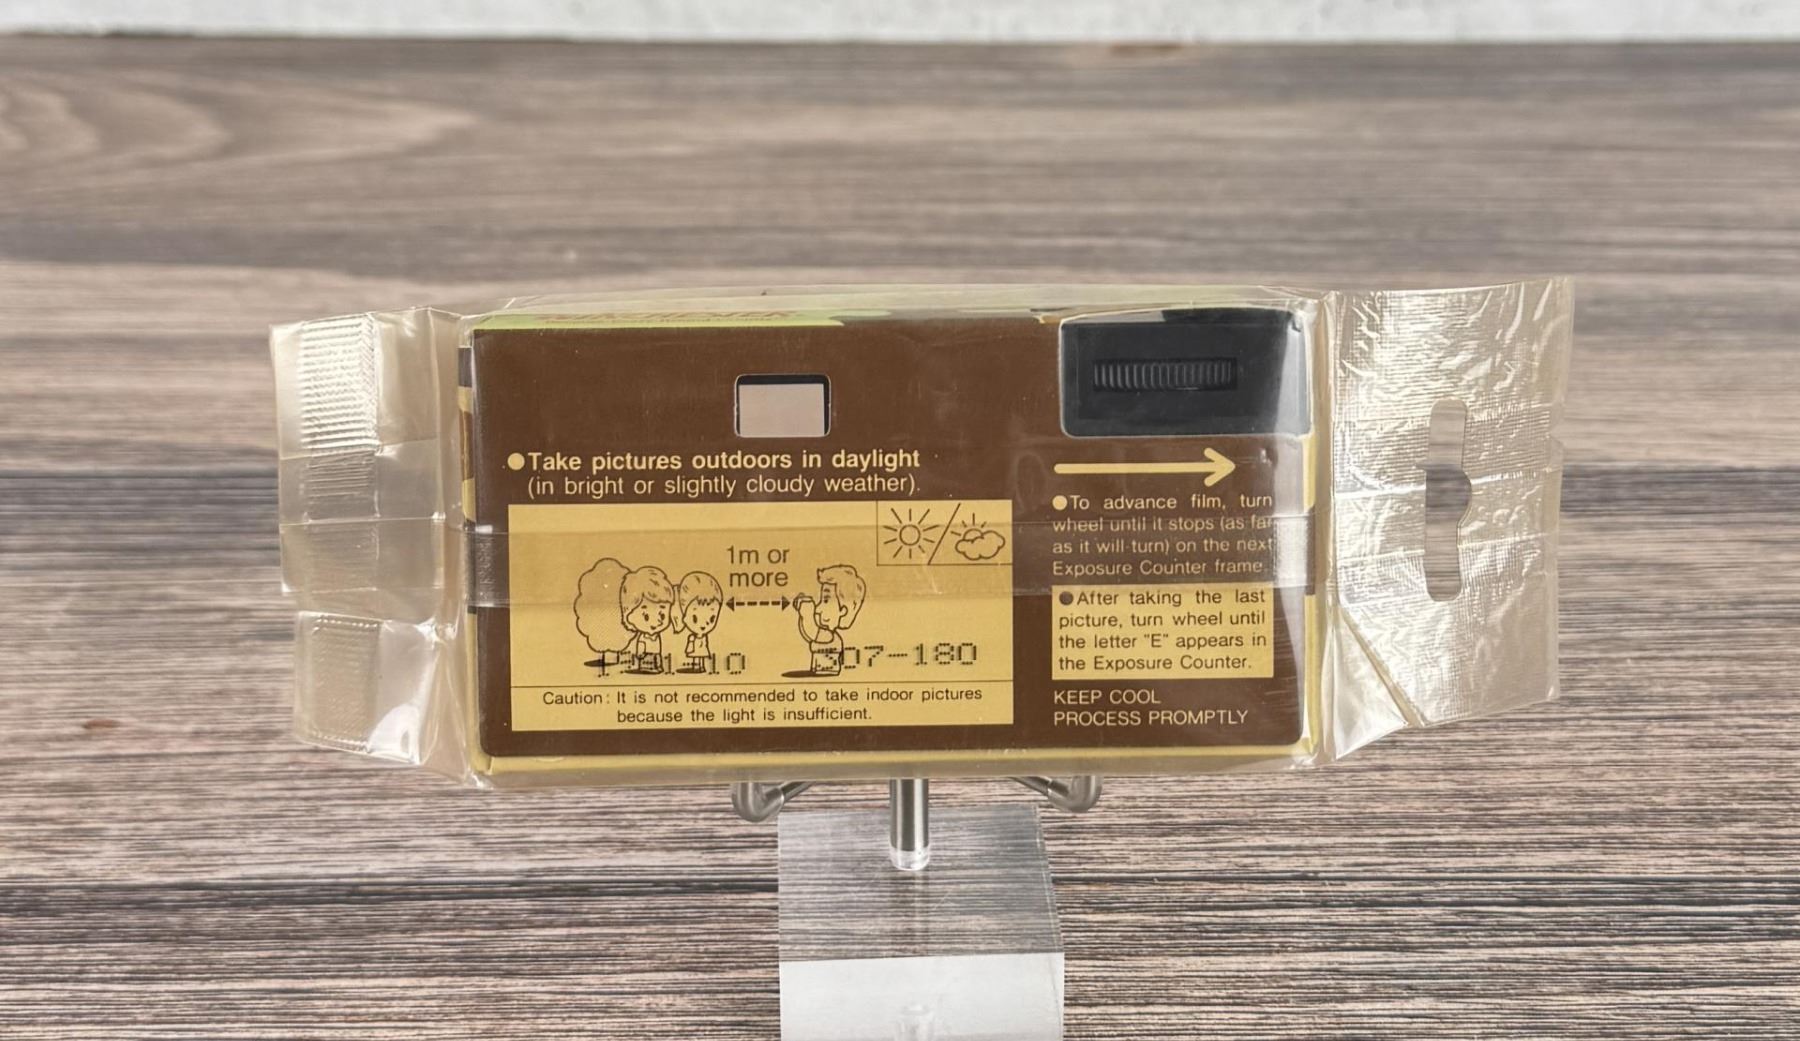 WINCHESTER
●Take pictures outdoors in daylight
(in bright or slightly cloudy weather).
1m or
more
1991-10
307-180
Caution: It is not recommended to take indoor pictures
because the light is insufficient.
●To advance film, turn
wheel until it stops (as far
as it will turn) on the next
Exposure Counter frame.
●After taking the last
picture, turn wheel until
the letter "E" appears in
the Exposure Counter.
KEEP COOL
PROCESS PROMPTLY